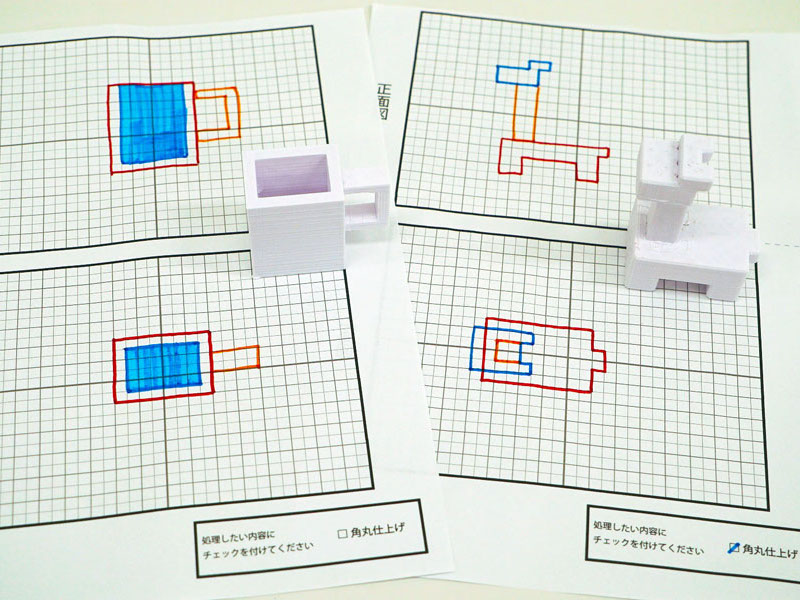 正面図
処理したい内容に
チェックを付けてください
□ 角丸仕上げ
処理したい内容に
チェックを付けてください
☑ 角丸仕上げ